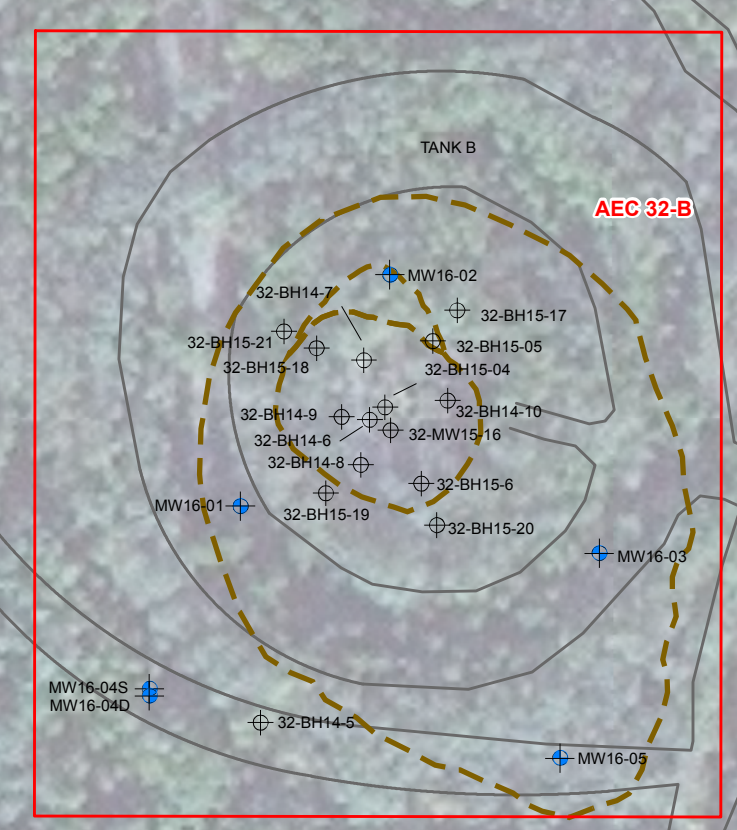 TANK B
AEC 32-B
MW16-02
32-BH14-7
32-BH15-17
32-BH15-21
32-BH15-05
32-BH15-18
32-BH15-04
32-BH14-9
32-BH14-10
32-BH14-6
32-MW15-16
32-BH14-8
32-BH15-6
MW16-01
32-BH15-19
32-BH15-20
MW16-03
MW16-04S
MW16-04D
32-BH14-5
MW16-05